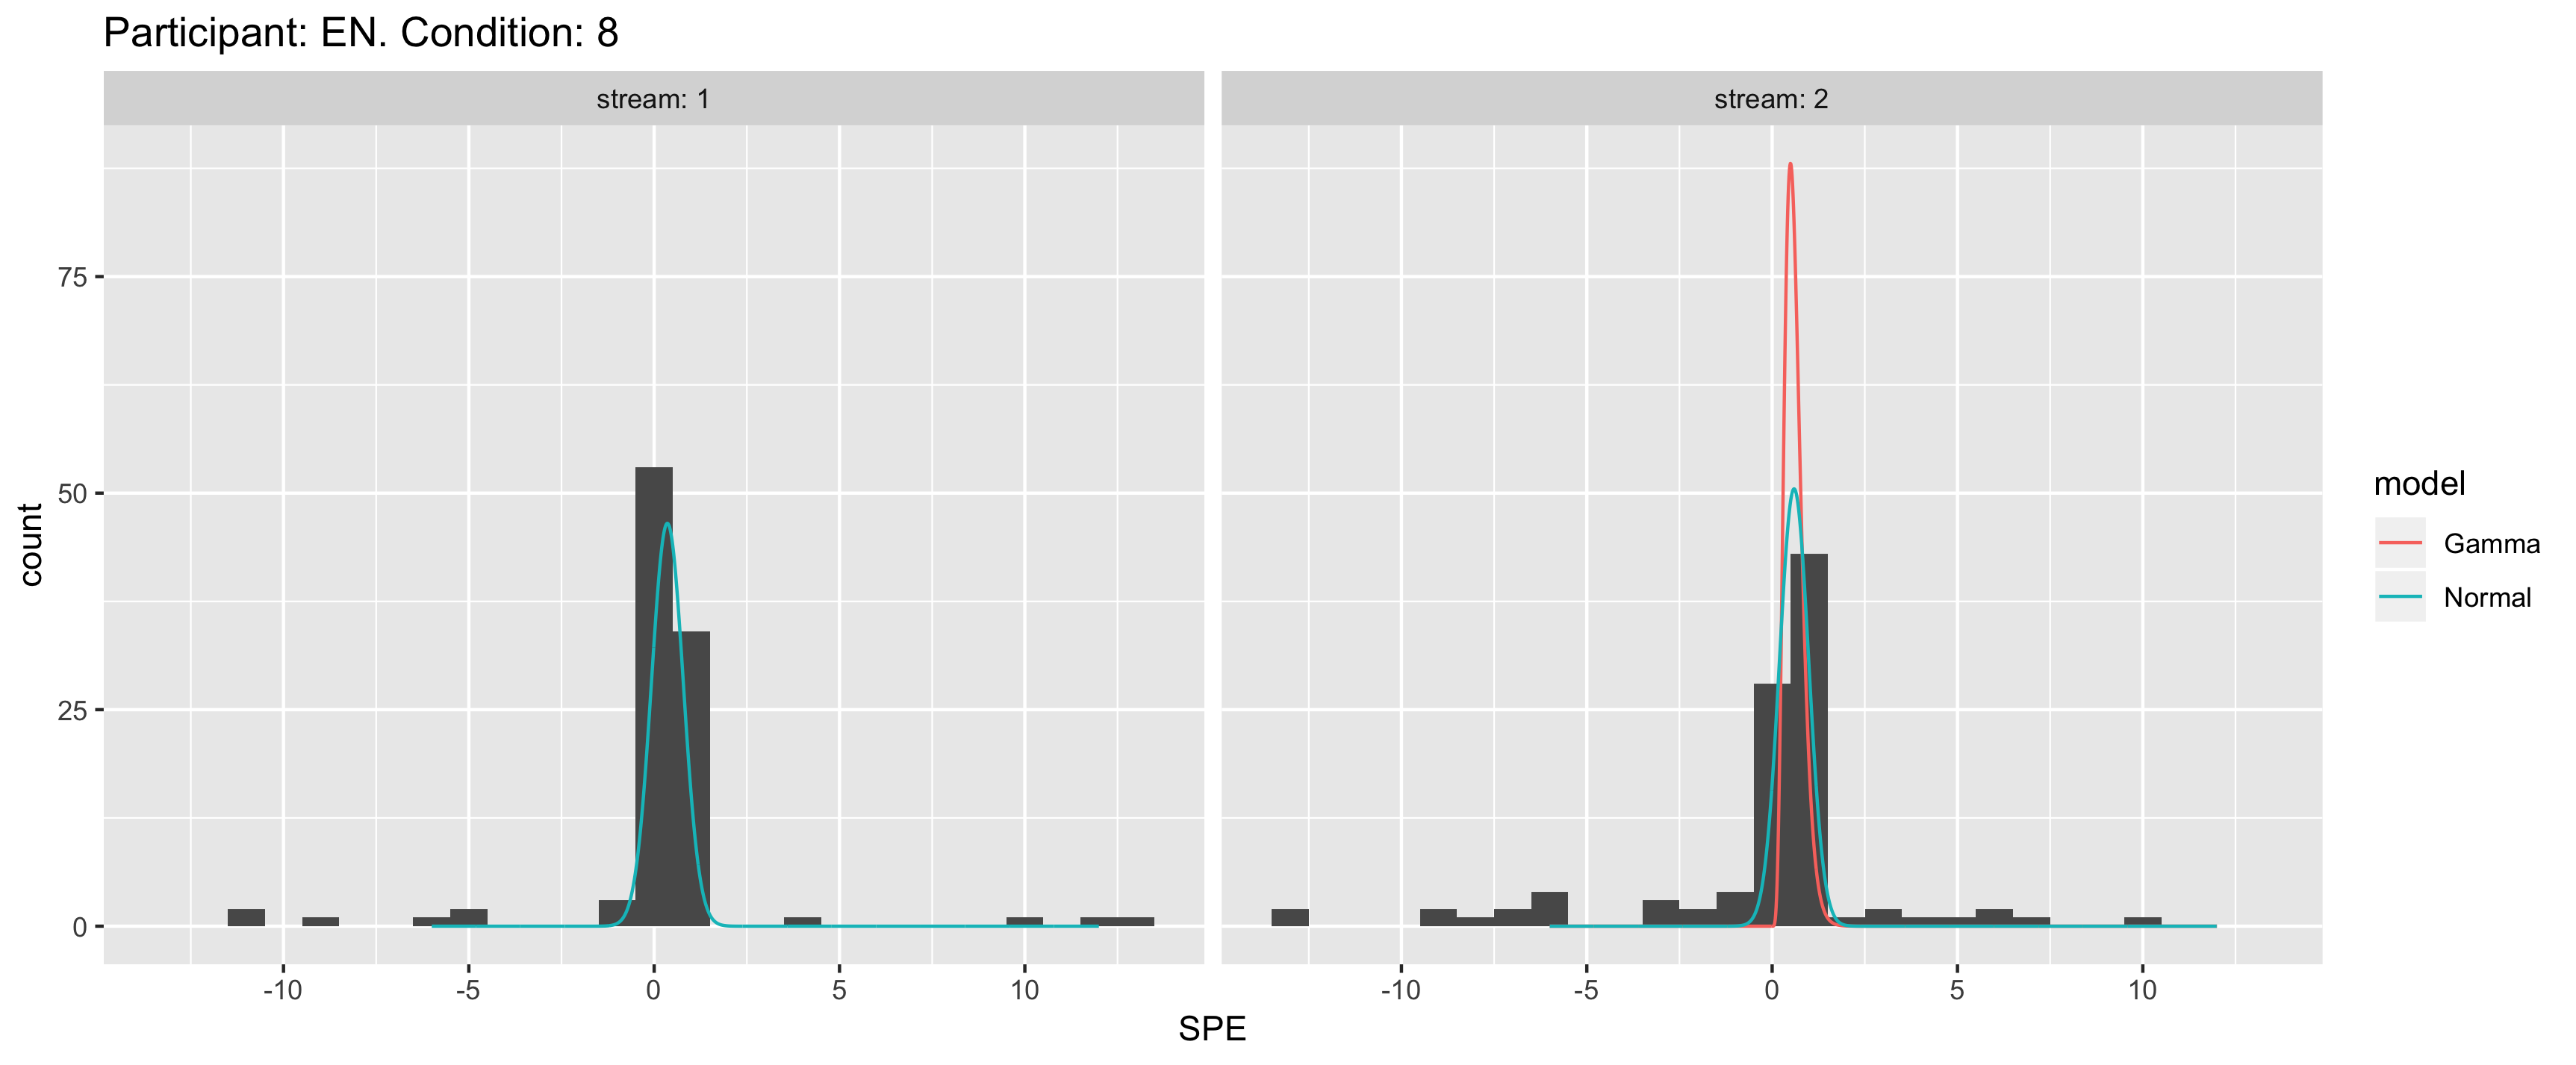 Participant: EN. Condition: 8
stream: 1
stream: 2
count
75
50
25
0
-10 -5 0 5 10
-10 -5 0 5 10
SPE
model
Gamma
Normal